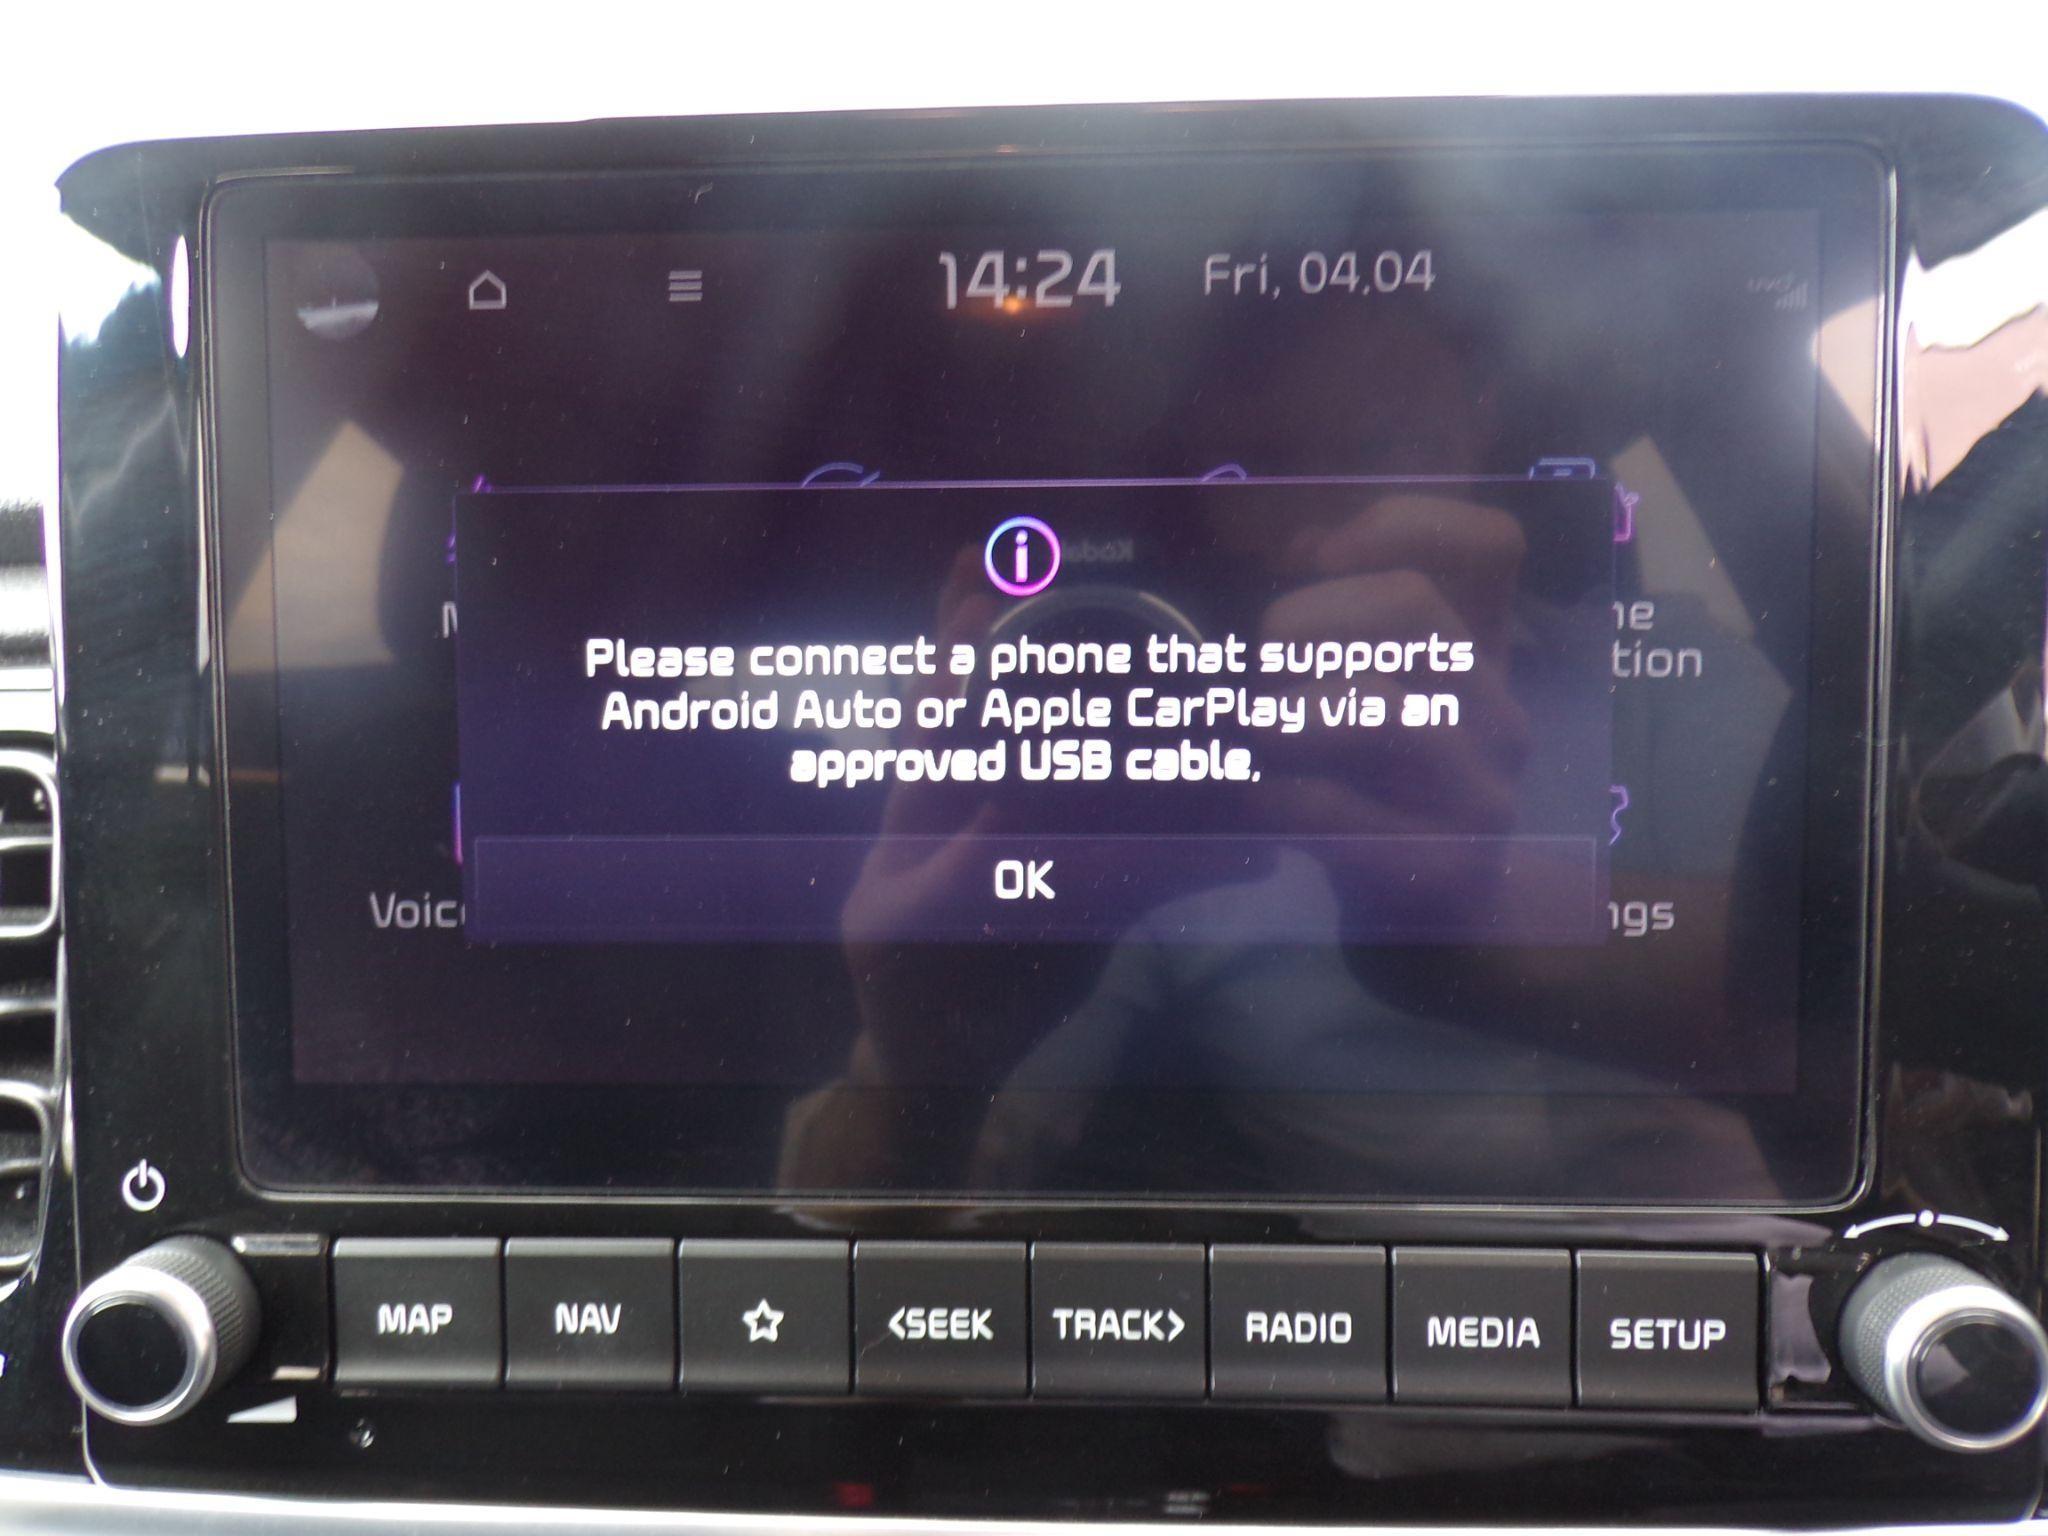 14:24 Fri, 04.04
Please connect a phone that supports
Android Auto or Apple CarPlay via an
approved USB cable.
OK
MAP NAV <SEEK TRACK> RADIO MEDIA SETUP